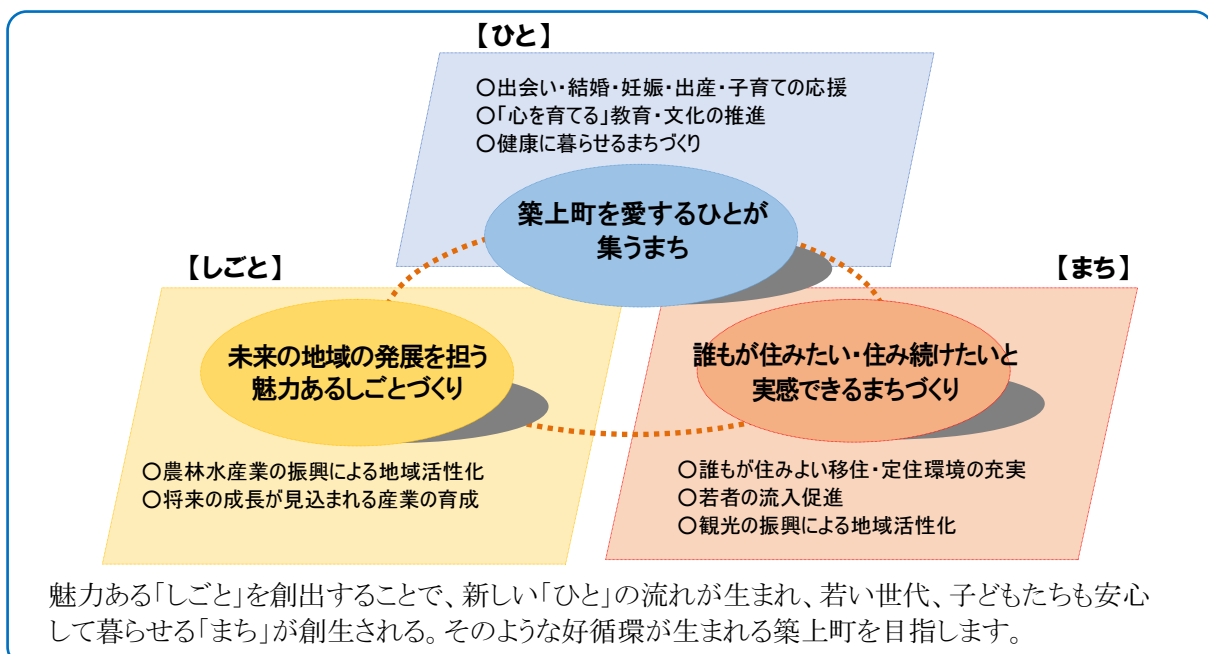 【ひと】
○出会い・結婚・妊娠・出産・子育ての応援
○「心を育てる」教育・文化の推進
○健康に暮らせるまちづくり
築上町を愛するひとが
集うまち
【しごと】
未来の地域の発展を担う
魅力あるしごとづくり
○農林水産業の振興による地域活性化
○将来の成長が見込まれる産業の育成
【まち】
誰もが住みたい・住み続けたいと
実感できるまちづくり
○誰もが住みよい移住・定住環境の充実
○若者の流入促進
○観光の振興による地域活性化
魅力ある「しごと」を創出することで、新しい「ひと」の流れが生まれ、若い世代、子どもたちも安心
して暮らせる「まち」が創生される。そのような好循環が生まれる築上町を目指します。